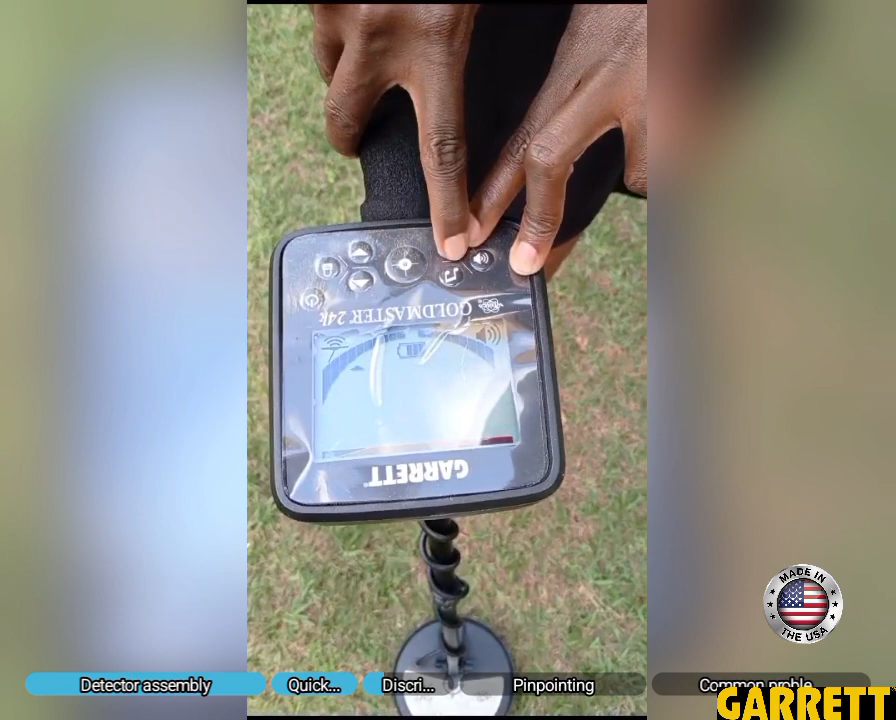 GOLDMASTER 24k
GARRETT
MADE IN
THE USA
Detector assembly
Quick...
Discri...
Pinpointing
Common proble
GARRETT